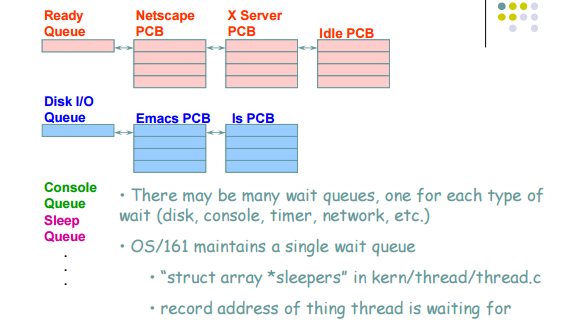 Ready
Queue
Netscape
PCB
X Server
PCB
Idle PCB
Disk I/O
Queue
Emacs PCB
ls PCB
Console
Queue
Sleep
Queue
.
.
.
• There may be many wait queues, one for each type of
wait (disk, console, timer, network, etc.)
• OS/161 maintains a single wait queue
• “struct array *sleepers” in kern/thread/thread.c
• record address of thing thread is waiting for